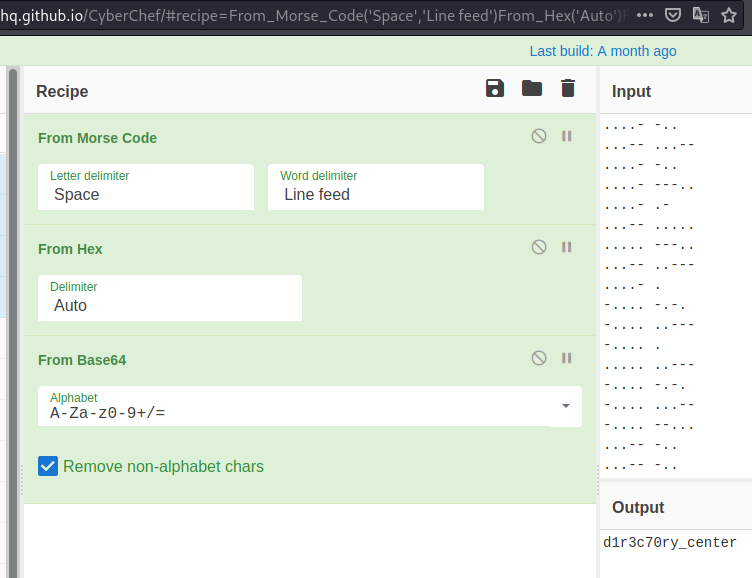 hq.github.io/CyberChef/#recipe=From_Morse_Code('Space','Line feed')From_Hex('Auto')
Last build: A month ago
Recipe
From Morse Code
Letter delimiter
Space
Word delimiter
Line feed
From Hex
Delimiter
Auto
From Base64
Alphabet
A-Za-z0-9+/=
Remove non-alphabet chars
Input
....- -..
...-- ...--
....- -..
....- ---..
....- .-
...-- .....
..... ---..
...-- ..---
....- .
-.... -.-.
-.... ..---
-.... .
..... ..---
-.... -.-.
-.... ...--
-.... --...
...-- -..
...-- -..
Output
d1r3c70ry_center